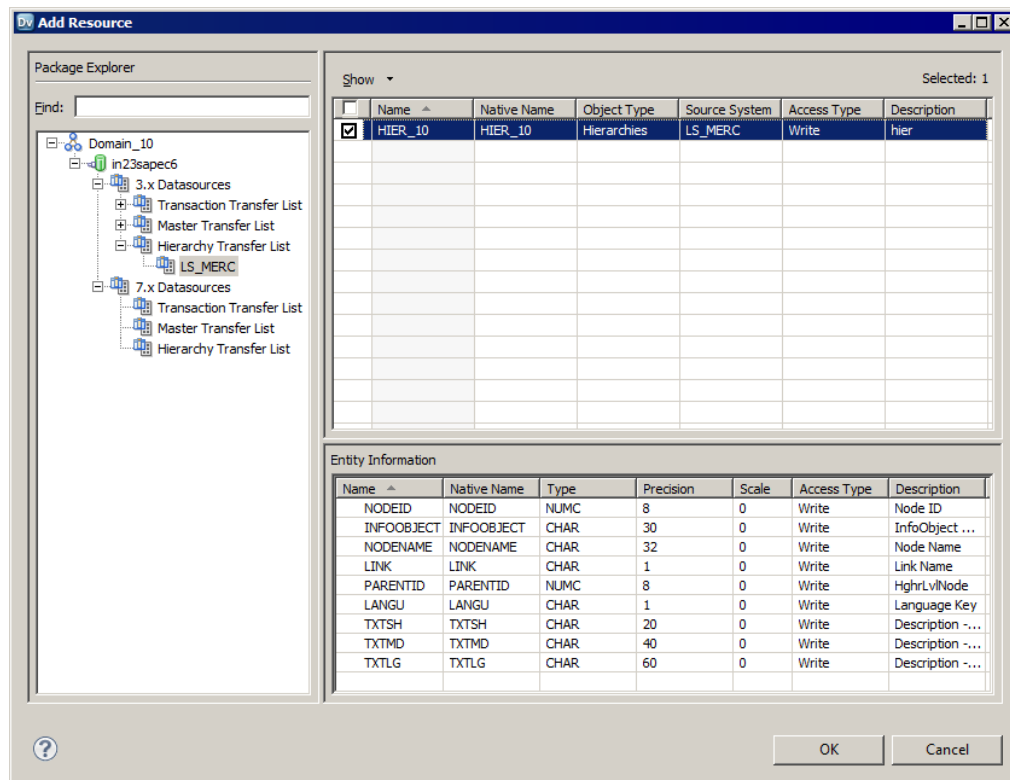 Dv Add Resource
Package Explorer
Find:
Domain_10
in23sapec6
3.x Datasources
Transaction Transfer List
Master Transfer List
Hierarchy Transfer List
LS_MERC
7.x Datasources
Transaction Transfer List
Master Transfer List
Hierarchy Transfer List
Show Selected: 1
Name Native Name Object Type Source System Access Type Description
HIER_10 HIER_10 Hierarchies LS_MERC Write hier
Entity Information
Name Native Name Type Precision Scale Access Type Description
NODEID NODEID NUMC 8 0 Write Node ID
INFOOBJECT INFOOBJECT CHAR 30 0 Write InfoObject ...
NODENAME NODENAME CHAR 32 0 Write Node Name
LINK LINK CHAR 1 0 Write Link Name
PARENTID PARENTID NUMC 8 0 Write HghrLvlNode
LANGU LANGU CHAR 1 0 Write Language Key
TXTSH TXTSH CHAR 20 0 Write Description -...
TXTMD TXTMD CHAR 40 0 Write Description -...
TXTLG TXTLG CHAR 60 0 Write Description -...
? OK Cancel